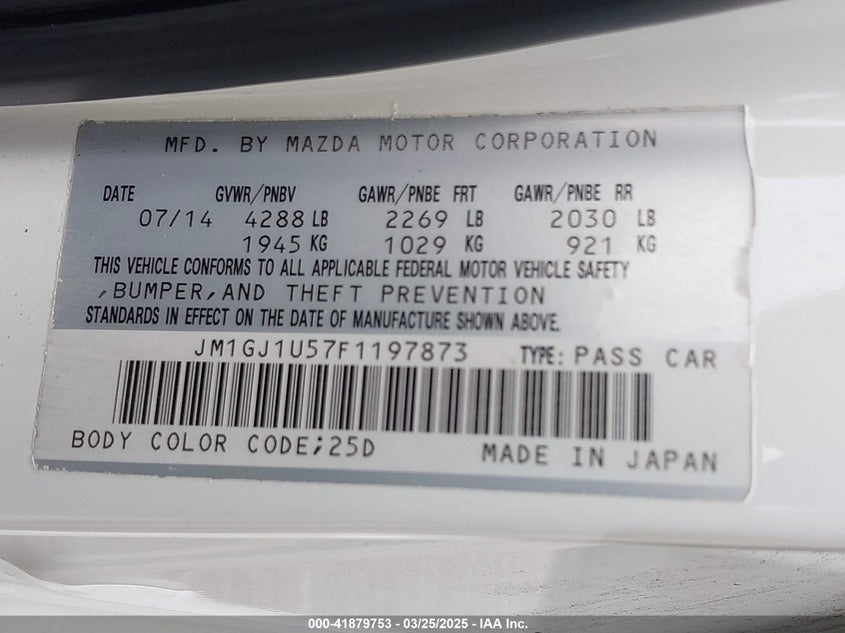 MFD. BY MAZDA MOTOR CORPORATION
DATE GVWR/PNBV GAWR/PNBE FRT GAWR/PNBE RR
07/14 4288 LB 2269 LB 2030 LB
1945 KG 1029 KG 921 KG
THIS VEHICLE CONFORMS TO ALL APPLICABLE FEDERAL MOTOR VEHICLE SAFETY
,BUMPER,AND THEFT PREVENTION
STANDARDS IN EFFECT ON THE DATE OF MANUFACTURE SHOWN ABOVE.
JM1GJ1U57F1197873 TYPE: PASS CAR
BODY COLOR CODE;25D MADE IN JAPAN
000-41879753 - 03/25/2025 - IAA Inc.